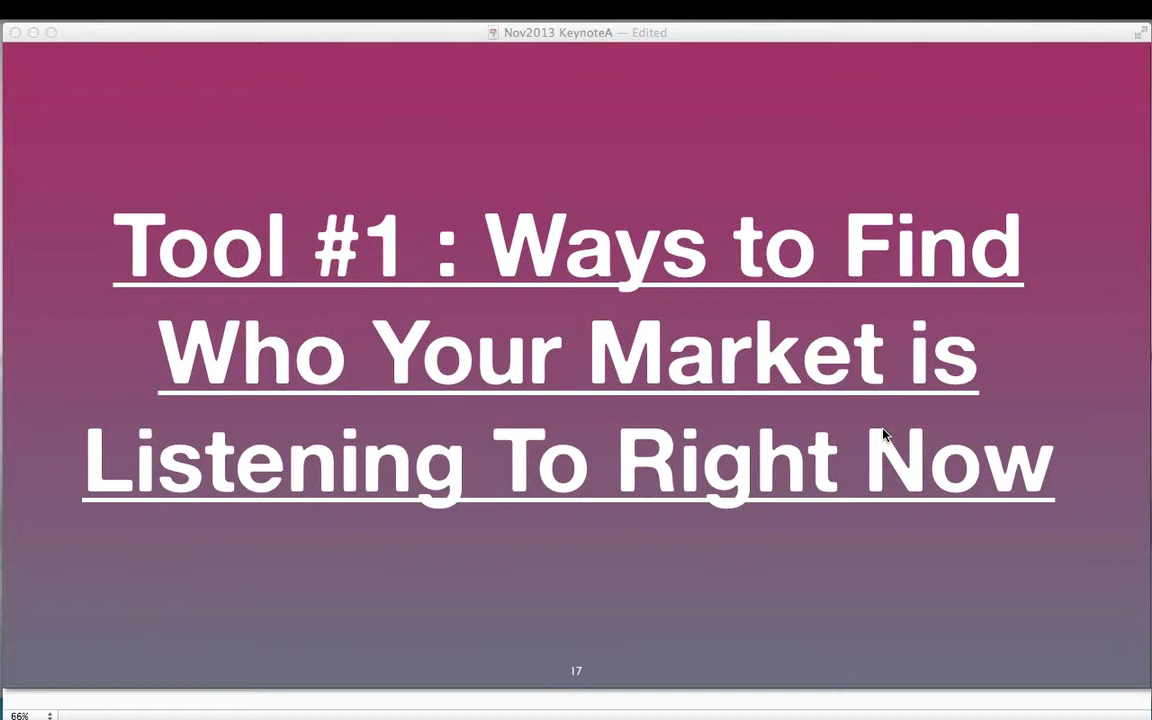 Nov2013 KeynoteA — Edited
Tool #1 : Ways to Find
Who Your Market is
Listening To Right Now
17
66%